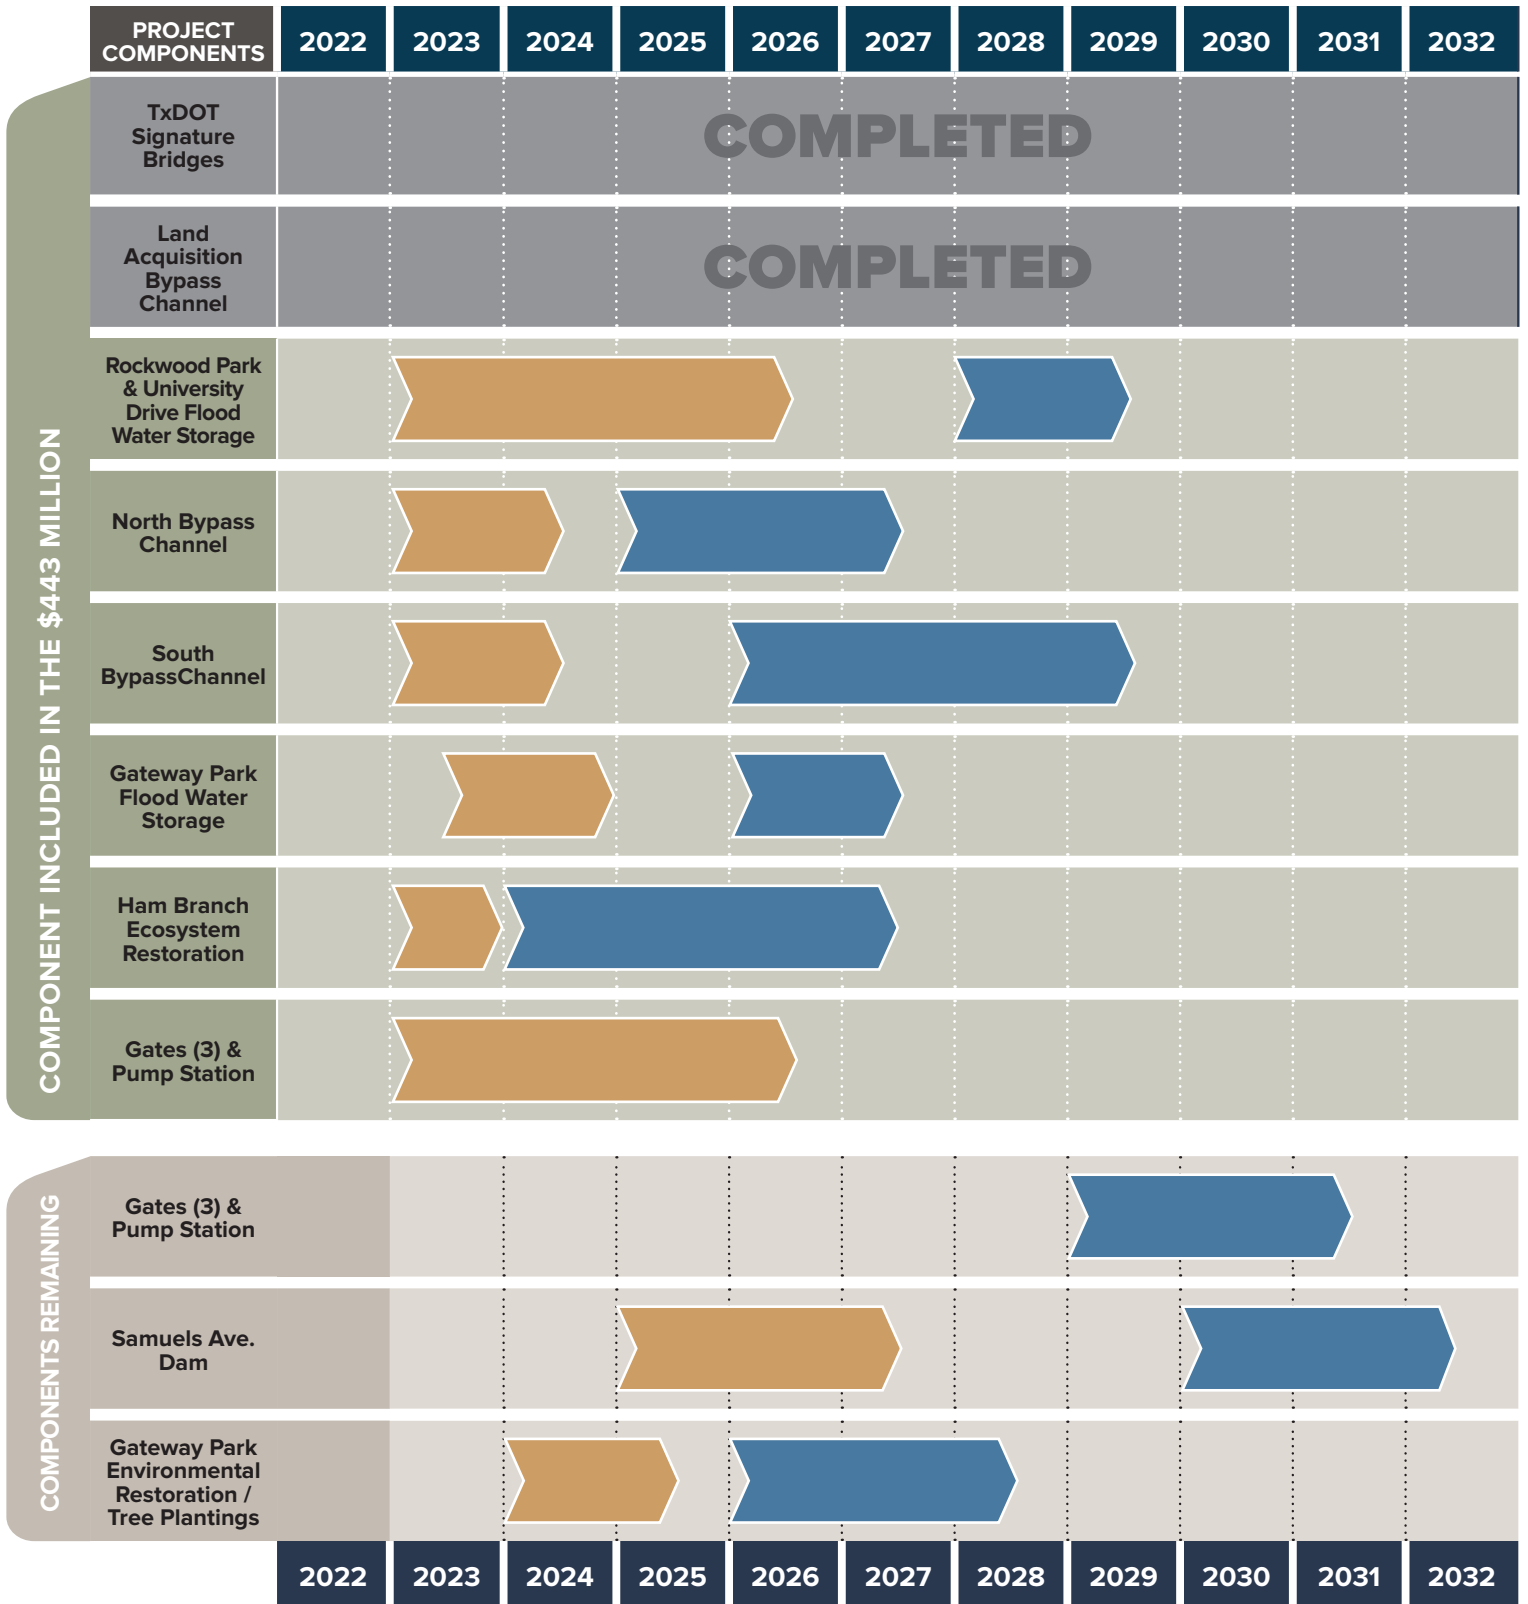 PROJECT
COMPONENTS
2022 2023 2024 2025 2026 2027 2028 2029 2030 2031 2032
COMPONENT INCLUDED IN THE $443 MILLION
TxDOT
Signature
Bridges
COMPLETED
Land
Acquisition
Bypass
Channel
COMPLETED
Rockwood Park
& University
Drive Flood
Water Storage
North Bypass
Channel
South
BypassChannel
Gateway Park
Flood Water
Storage
Ham Branch
Ecosystem
Restoration
Gates (3) &
Pump Station
COMPONENTS REMAINING
Gates (3) &
Pump Station
Samuels Ave.
Dam
Gateway Park
Environmental
Restoration /
Tree Plantings
2022 2023 2024 2025 2026 2027 2028 2029 2030 2031 2032